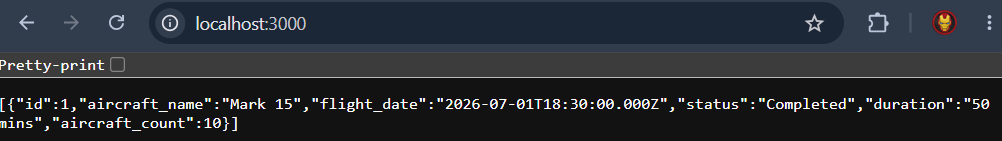 localhost:3000
Pretty-print
[{"id":1,"aircraft_name":"Mark 15","flight_date":"2026-07-01T18:30:00.000Z","status":"Completed","duration":"50
mins","aircraft_count":10}]